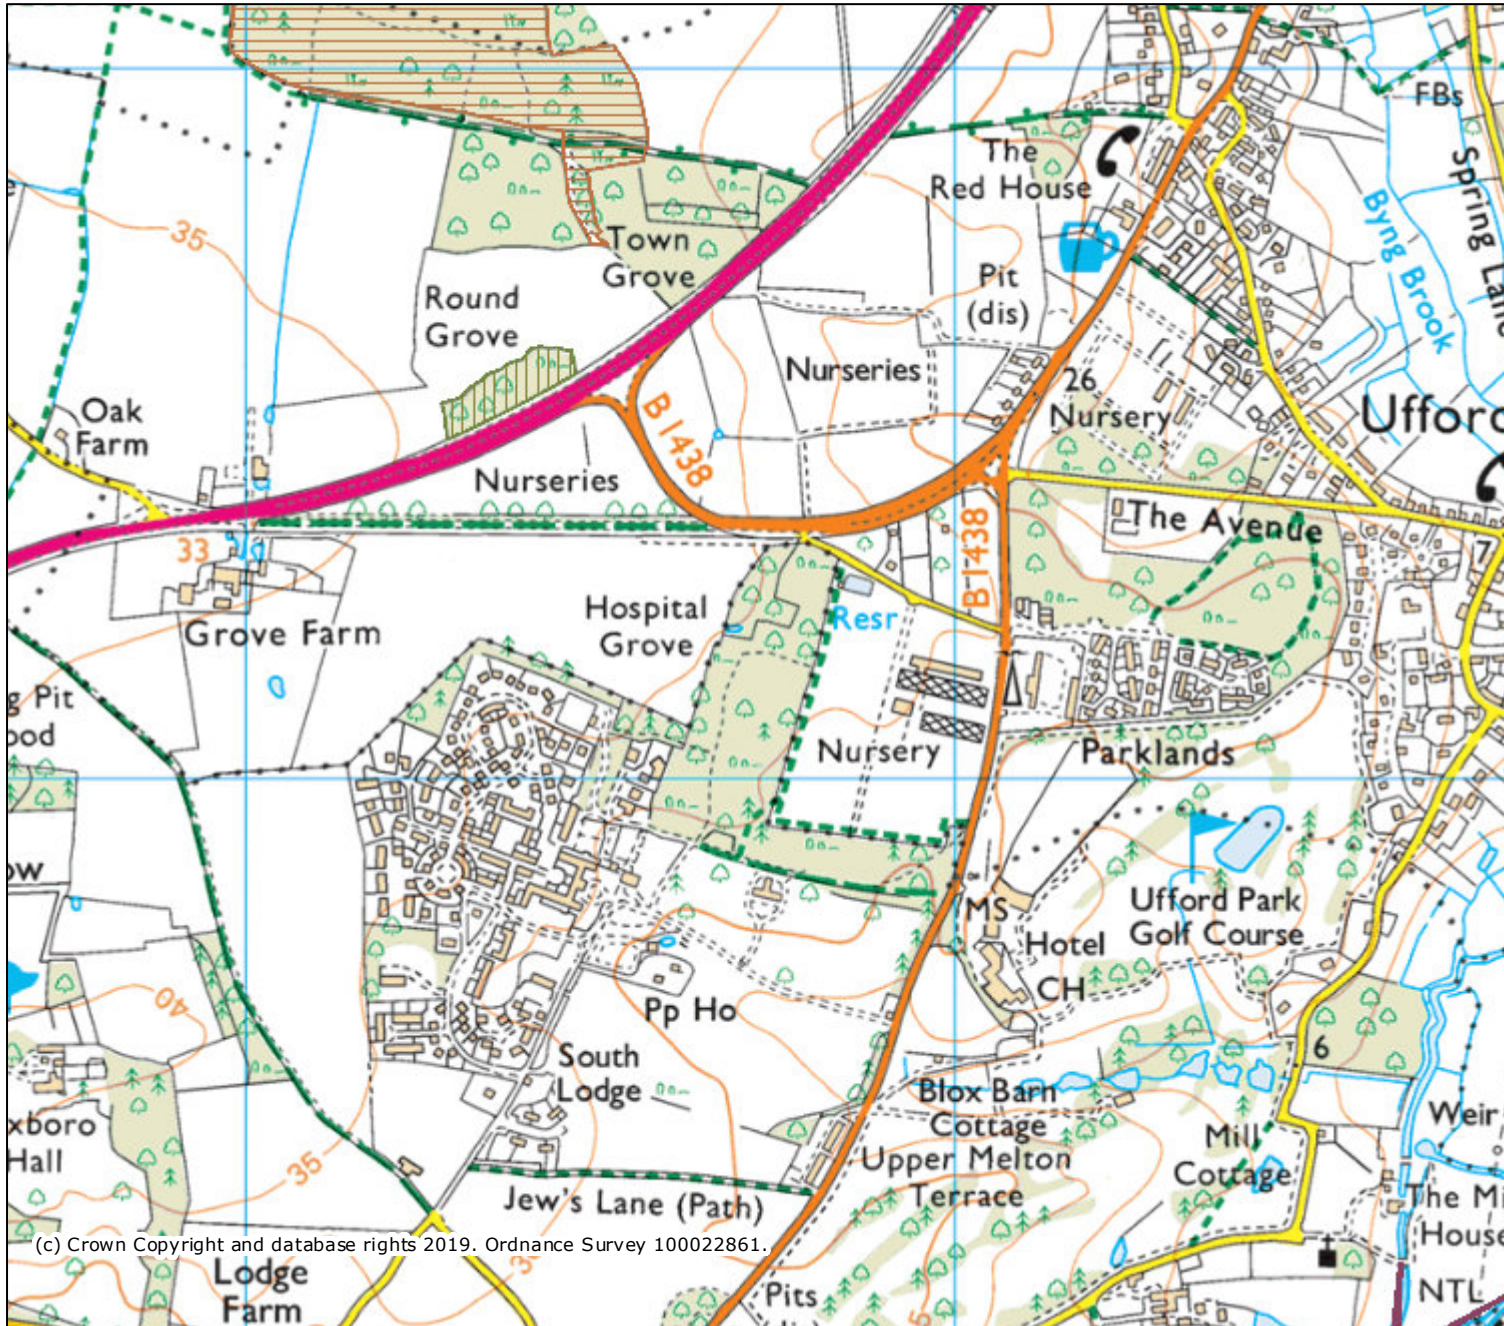 FBs
The
Red House
Spring Lane
Byng Brook
35
Town
Grove
Pit
(dis)
Round
Grove
Nurseries
26
Nursery
Ufford
B 1438
Oak
Farm
Nurseries
The Avenue
B 1438
33
7
Resr
Hospital
Grove
Grove Farm
g Pit
ood
Nursery
Parklands
ow
MS
Ufford Park
Golf Course
Hotel
CH
40
Pp Ho
6
South
Lodge
Blox Barn
Cottage
Weir
xboro
Hall
Mill
Cottage
Upper Melton
Terrace
35
Jew's Lane (Path)
The Mi
House
(c) Crown Copyright and database rights 2019. Ordnance Survey 100022861.
Lodge
Farm
Pits
NTL